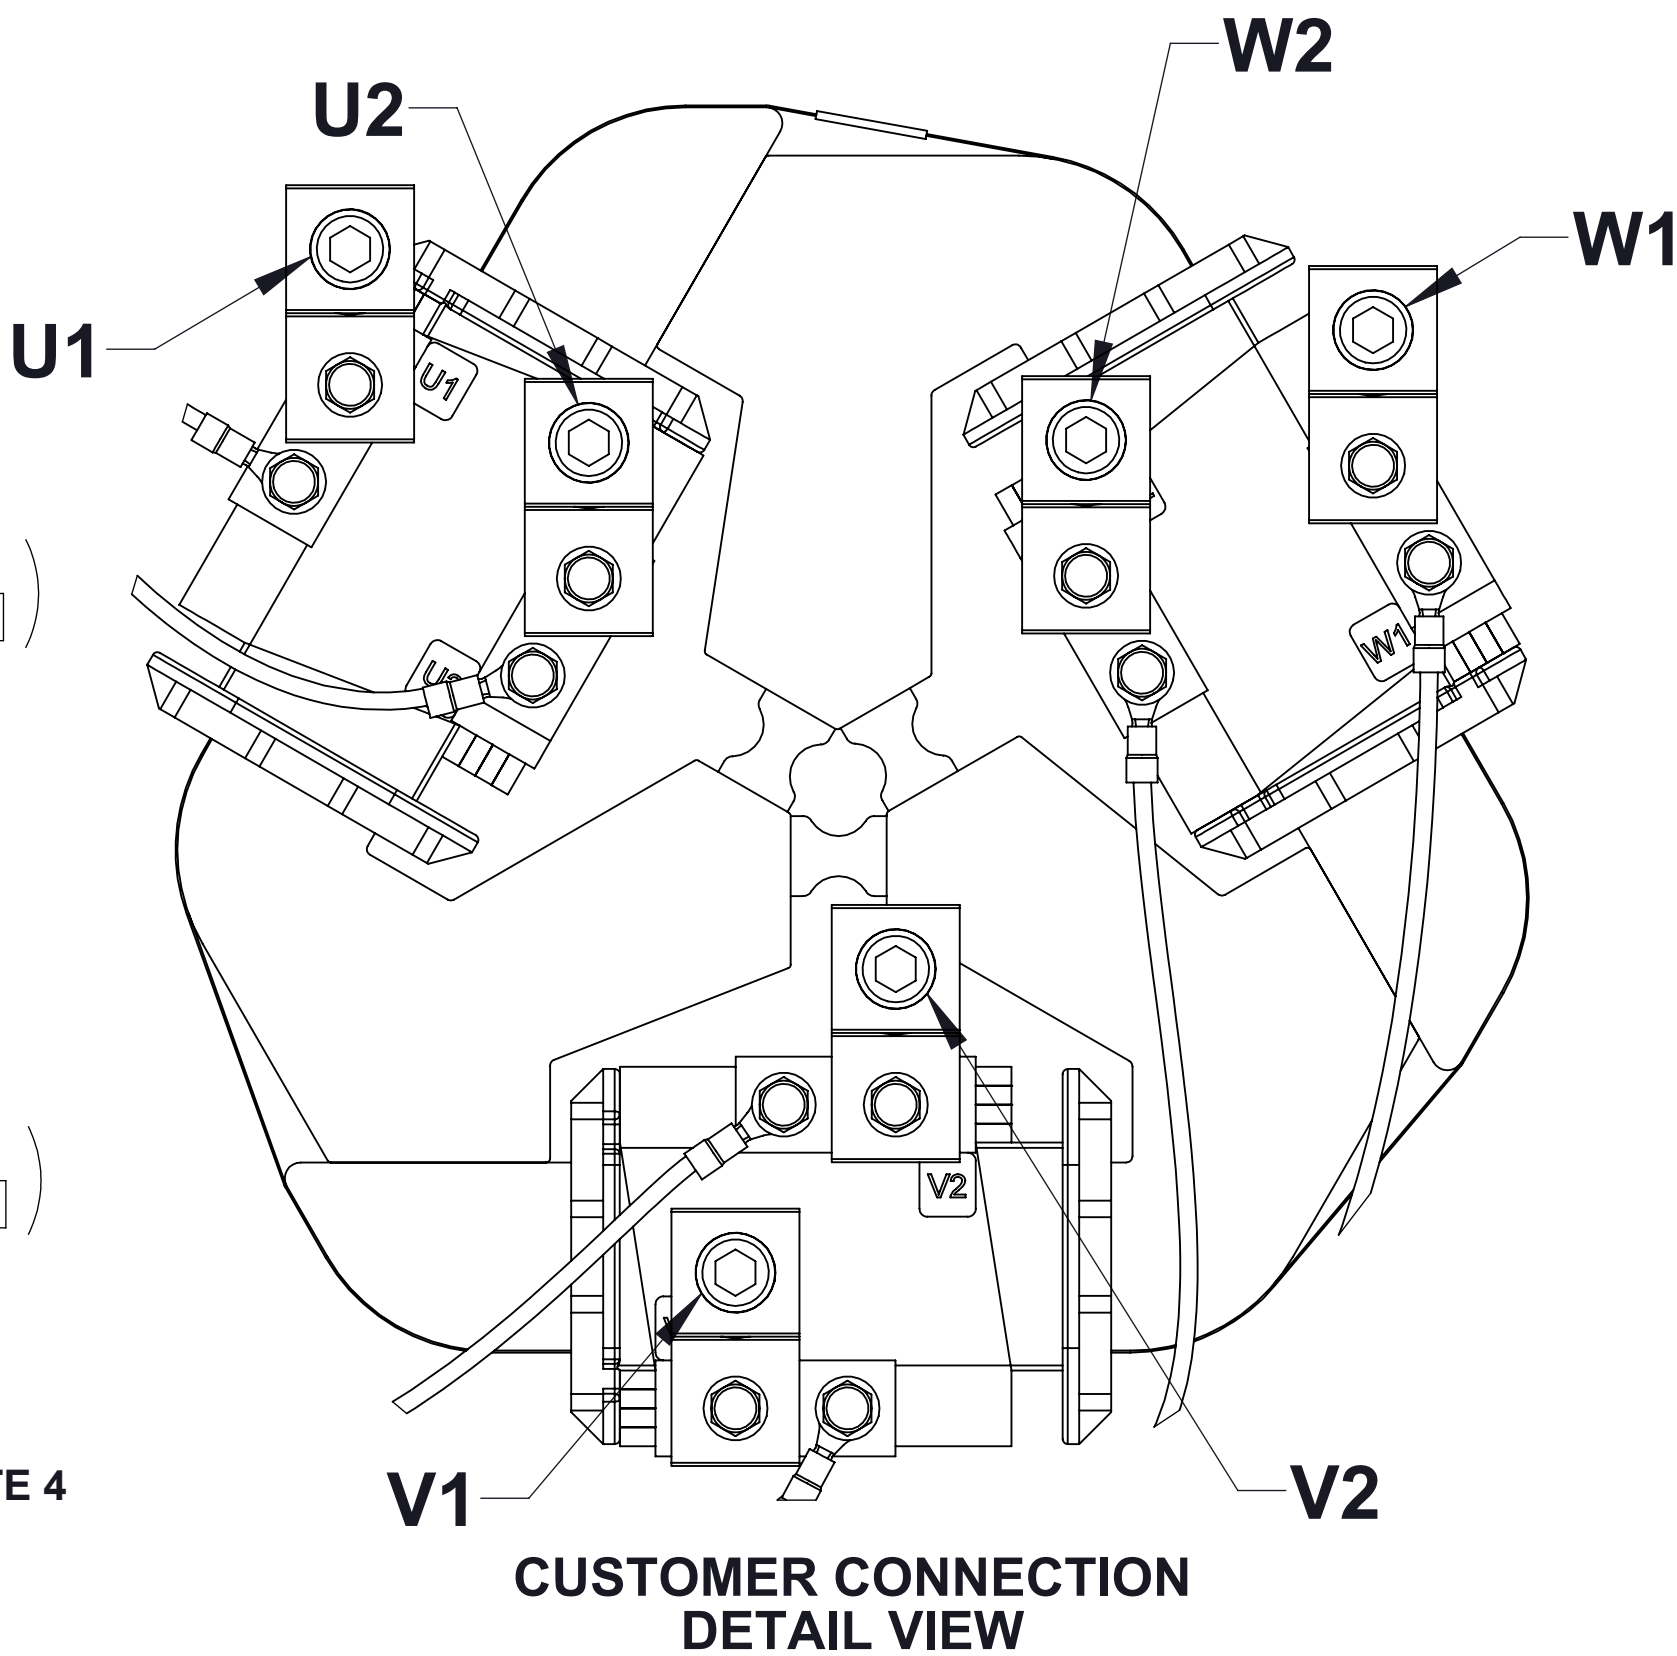 W2
U2
W1
U1
U1
W1
V2
TE 4
V1
V2
CUSTOMER CONNECTION
DETAIL VIEW